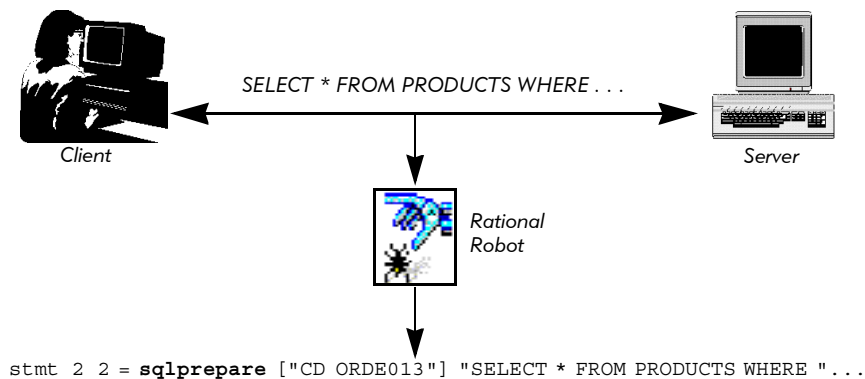 SELECT * FROM PRODUCTS WHERE . . .
Client
Server
Rational
Robot
stmt 2 2 = sqlprepare ["CD ORDE013"] "SELECT * FROM PRODUCTS WHERE "...